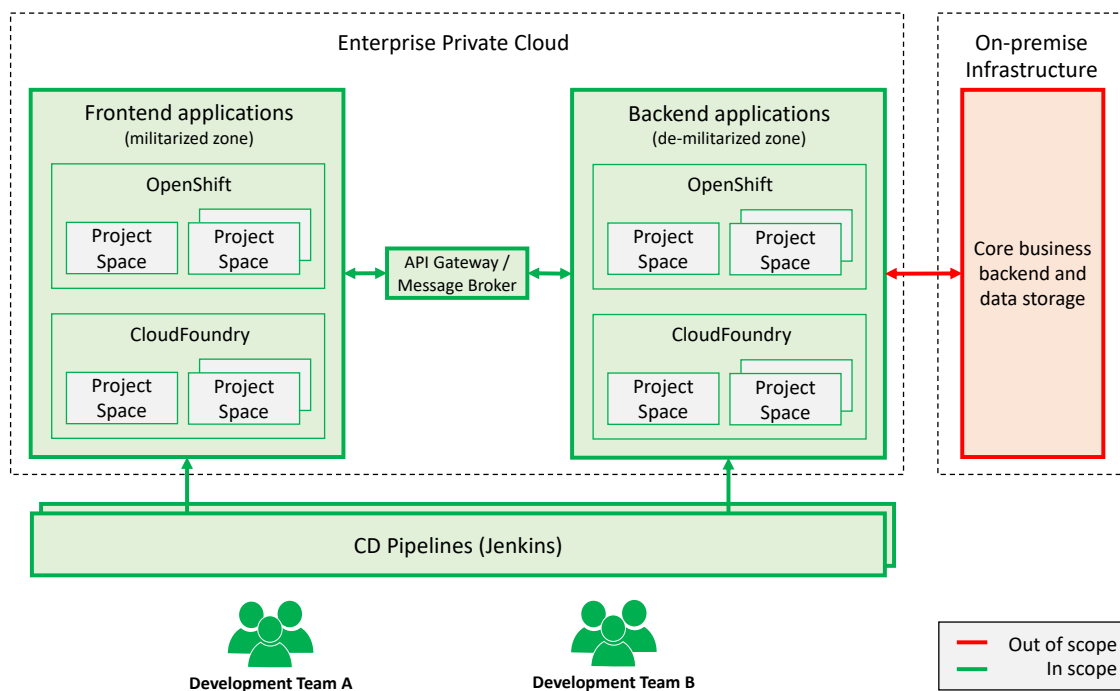 Enterprise Private Cloud
On-premise
Infrastructure
Frontend applications
(militarized zone)
OpenShift
Project
Space
Project
Space
CloudFoundry
Project
Space
Project
Space
API Gateway /
Message Broker
Backend applications
(de-militarized zone)
OpenShift
Project
Space
Project
Space
CloudFoundry
Project
Space
Project
Space
Core business
backend and
data storage
CD Pipelines (Jenkins)
Development Team A
Development Team B
Out of scope
In scope